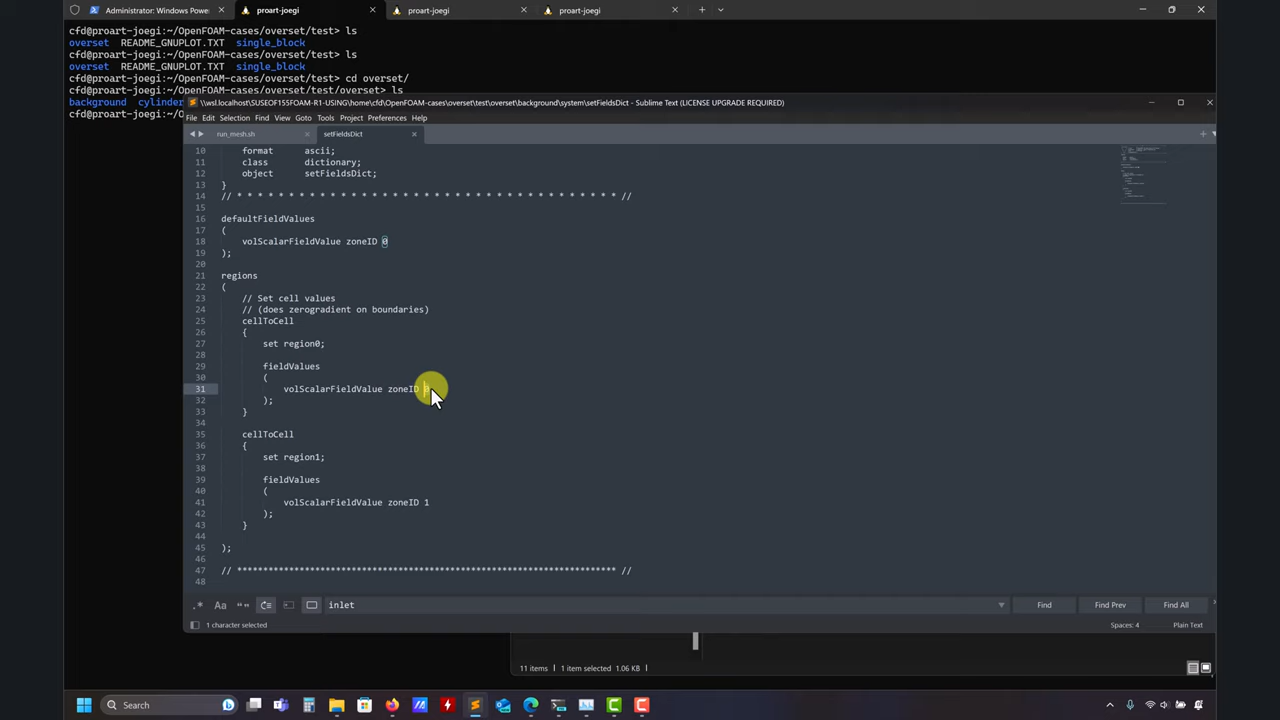 Administrator: Windows Powe
proart-joegi
proart-joegi
proart-joegi
cfd@proart-joegi:~/OpenFOAM-cases/overset/test> ls
overset README_GNUPLOT.TXT single_block
cfd@proart-joegi:~/OpenFOAM-cases/overset/test> ls
overset README_GNUPLOT.TXT single_block
cfd@proart-joegi:~/OpenFOAM-cases/overset/test> cd overset/
cfd@proart-joegi:~/OpenFOAM-cases/overset/test/overset> ls
background cylinder
cfd@proart-joegi:~/O
\\wsl.localhost\SUSEOF155FOAM-R1-USING\home\cfd\OpenFOAM-cases\overset\test\overset\background\system\setFieldsDict - Sublime Text (LICENSE UPGRADE REQUIRED)
File Edit Selection Find View Goto Tools Project Preferences Help
run_mesh.sh
setFieldsDict
10 format ascii;
11 class dictionary;
12 object setFieldsDict;
13 }
14 // * * * * * * * * * * * * * * * * * * * * * * * * * * * * * * * * * * * * * //
15
16 defaultFieldValues
17 (
18 volScalarFieldValue zoneID 0
19 );
20
21 regions
22 (
23 // Set cell values
24 // (does zerogradient on boundaries)
25 cellToCell
26 {
27 set region0;
28
29 fieldValues
30 (
31 volScalarFieldValue zoneID 0
32 );
33 }
34
35 cellToCell
36 {
37 set region1;
38
39 fieldValues
40 (
41 volScalarFieldValue zoneID 1
42 );
43 }
44
45 );
46
47 // ************************************************************************* //
48
.* Aa “” inlet Find Find Prev Find All
1 character selected Spaces: 4 Plain Text
11 items 1 item selected 1.06 KB
Search